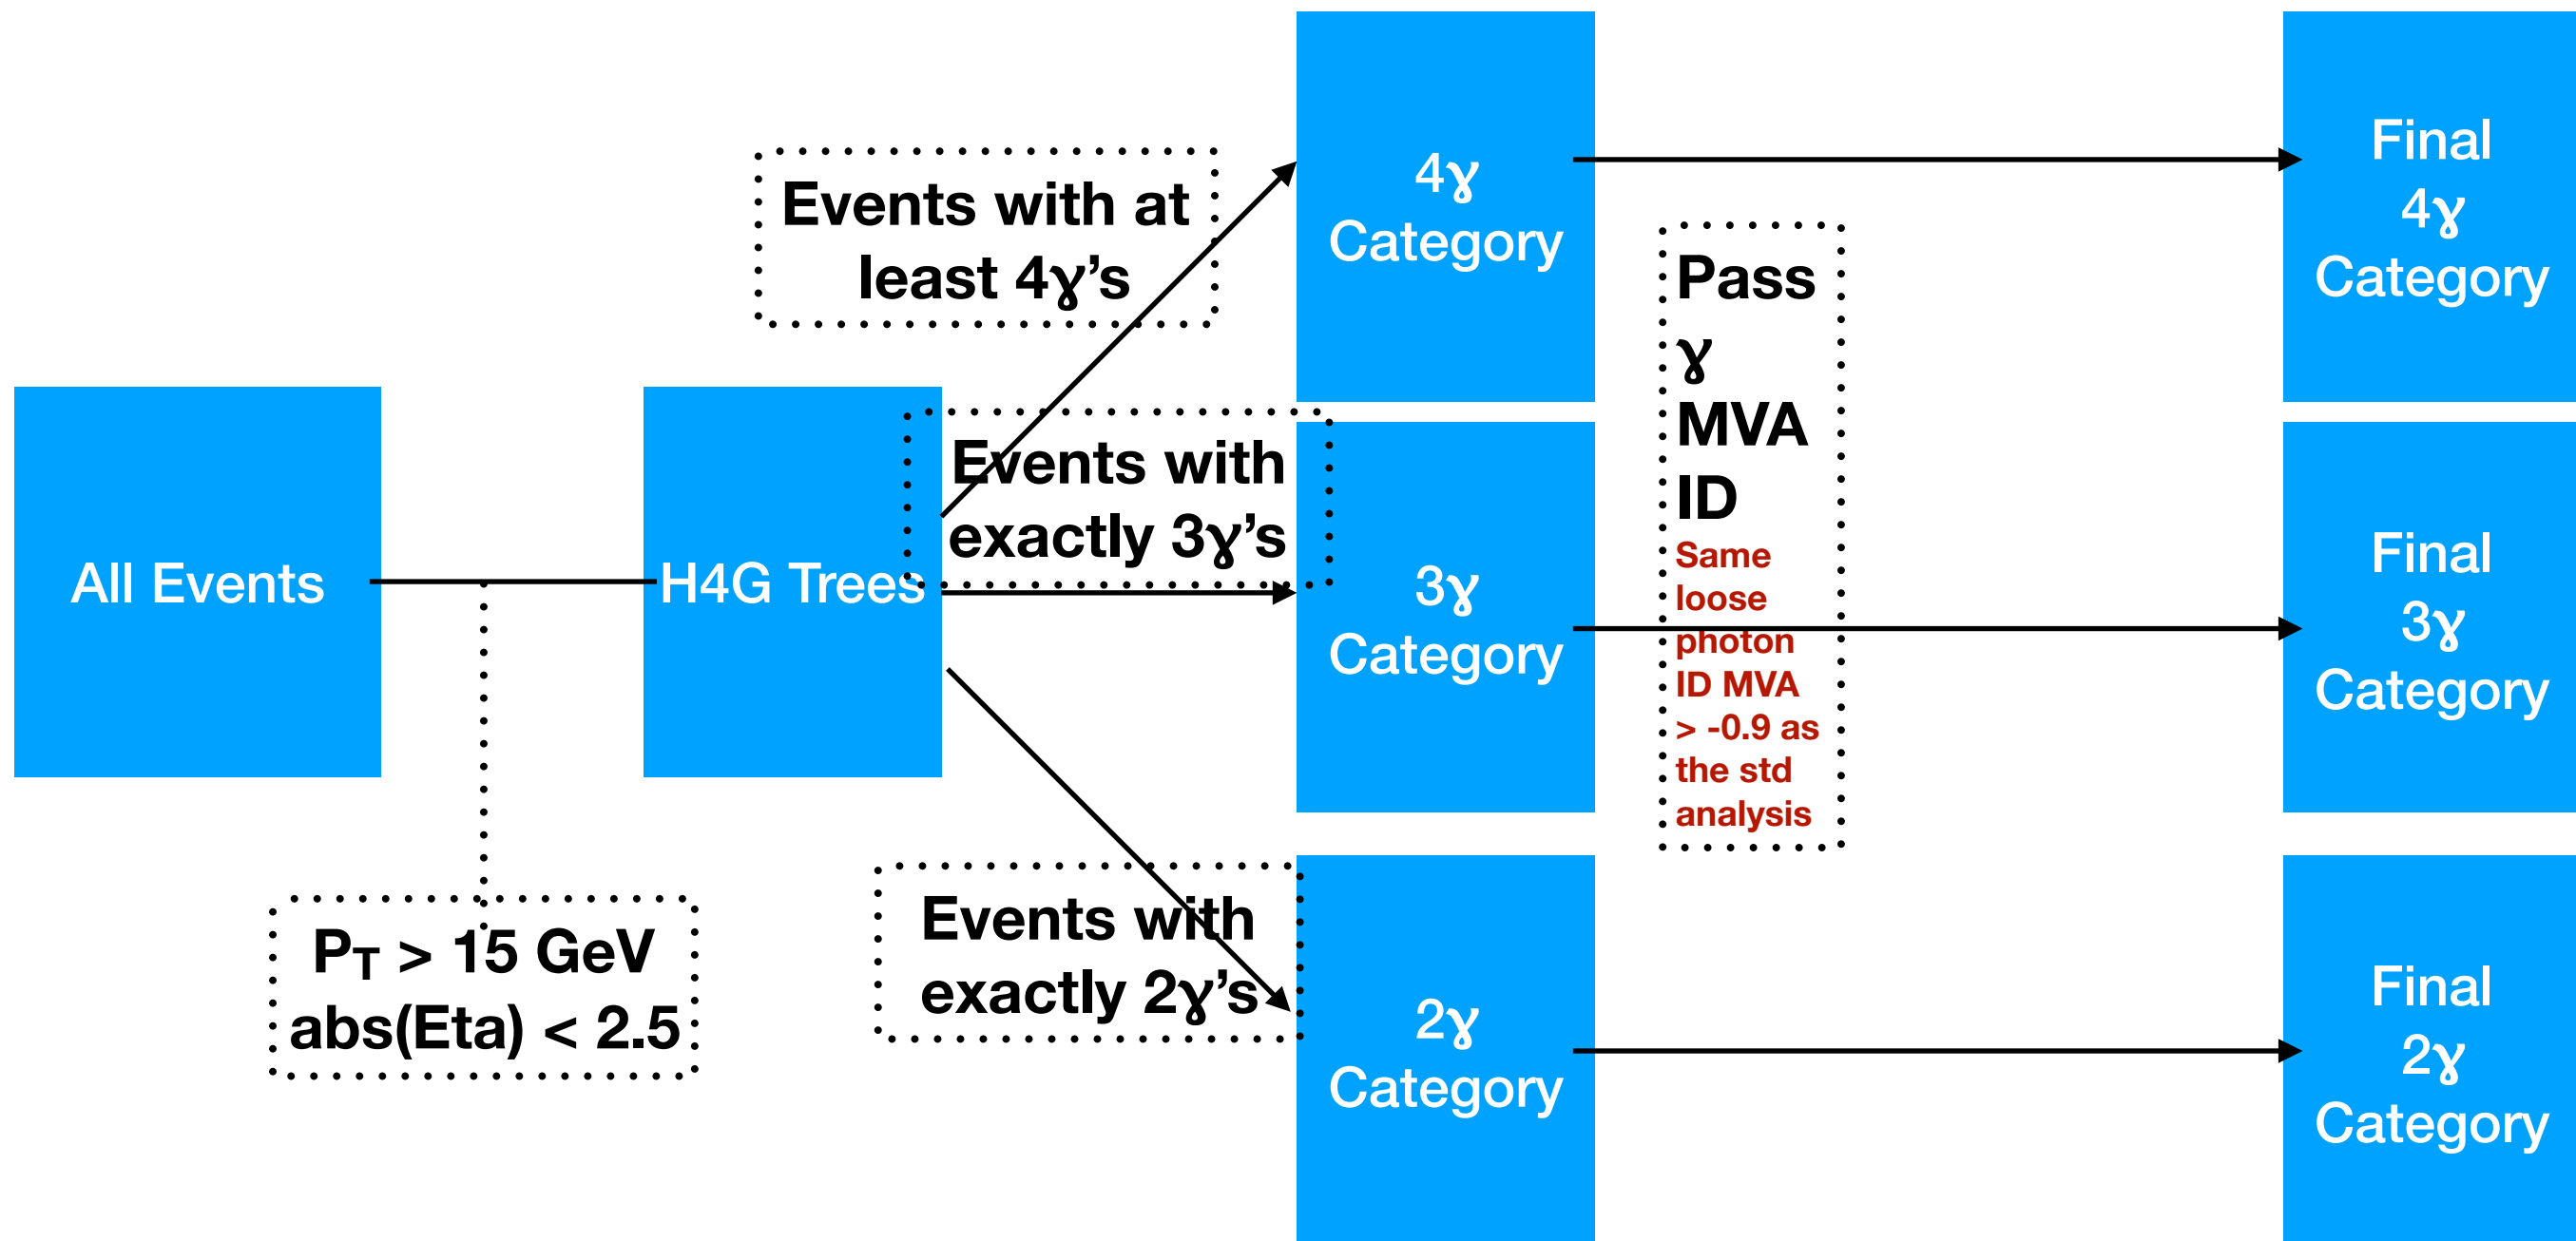 All Events
P_T > 15 GeV
abs(Eta) < 2.5
H4G Trees
Events with at
least 4ɣ’s
Events with
exactly 3ɣ’s
Events with
exactly 2ɣ’s
4ɣ
Category
3ɣ
Category
2ɣ
Category
Pass
ɣ
MVA
ID
Same
loose
photon
ID MVA
> -0.9 as
the std
analysis
Final
4ɣ
Category
Final
3ɣ
Category
Final
2ɣ
Category